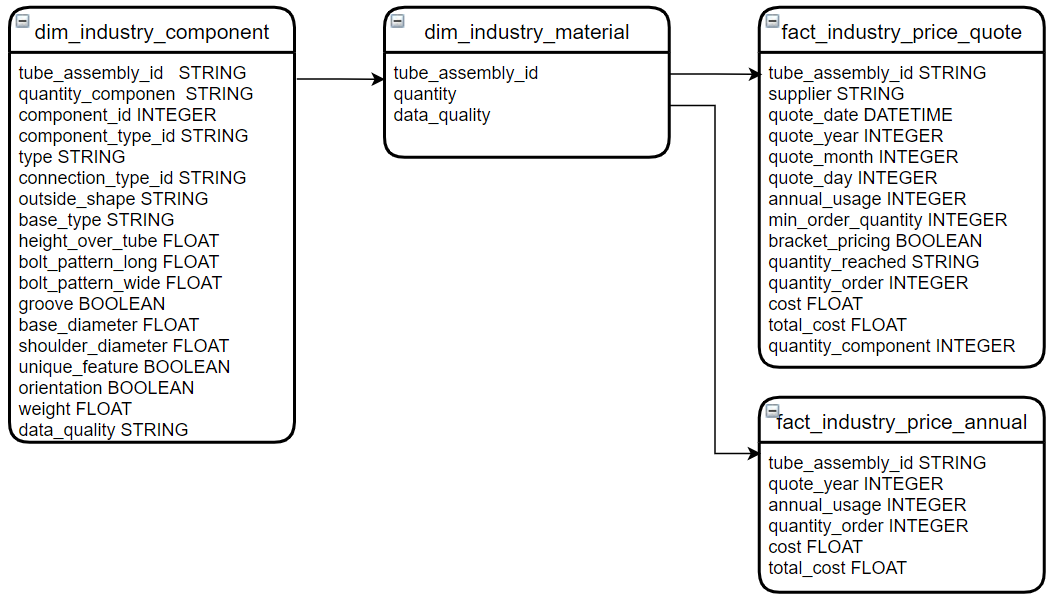 dim_industry_component
tube_assembly_id STRING
quantity_componen STRING
component_id INTEGER
component_type_id STRING
type STRING
connection_type_id STRING
outside_shape STRING
base_type STRING
height_over_tube FLOAT
bolt_pattern_long FLOAT
bolt_pattern_wide FLOAT
groove BOOLEAN
base_diameter FLOAT
shoulder_diameter FLOAT
unique_feature BOOLEAN
orientation BOOLEAN
weight FLOAT
data_quality STRING
dim_industry_material
tube_assembly_id
quantity
data_quality
fact_industry_price_quote
tube_assembly_id STRING
supplier STRING
quote_date DATETIME
quote_year INTEGER
quote_month INTEGER
quote_day INTEGER
annual_usage INTEGER
min_order_quantity INTEGER
bracket_pricing BOOLEAN
quantity_reached STRING
quantity_order INTEGER
cost FLOAT
total_cost FLOAT
quantity_component INTEGER
fact_industry_price_annual
tube_assembly_id STRING
quote_year INTEGER
annual_usage INTEGER
quantity_order INTEGER
cost FLOAT
total_cost FLOAT